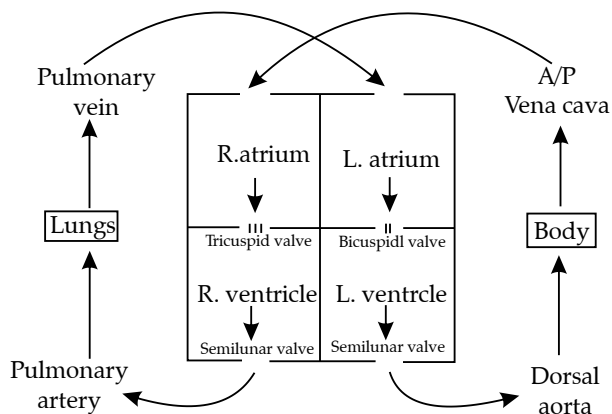 Pulmonary
vein
A/P
Vena cava
R.atrium
L. atrium
Lungs
Tricuspid valve
Bicuspidl valve
Body
R. ventricle
L. ventrcle
Semilunar valve
Semilunar valve
Pulmonary
artery
Dorsal
aorta